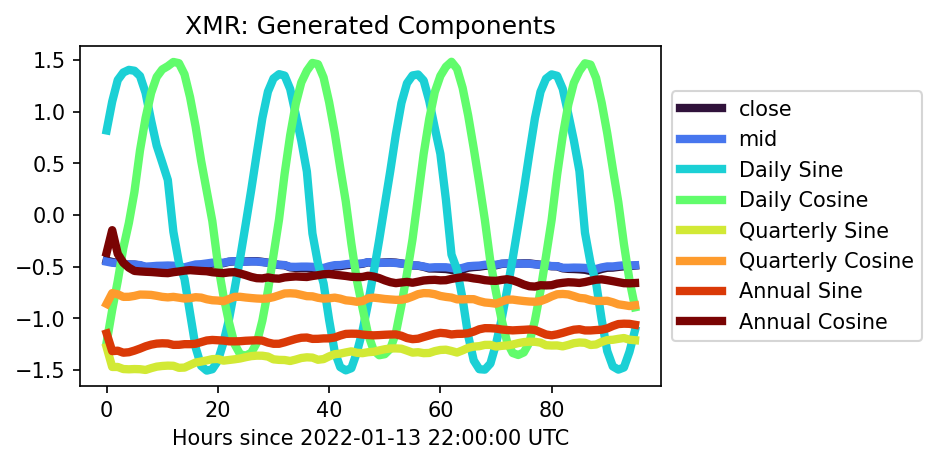 XMR: Generated Components
1.5
1.0
0.5
0.0
−0.5
−1.0
−1.5
0
20
40
60
80
Hours since 2022-01-13 22:00:00 UTC
close
mid
Daily Sine
Daily Cosine
Quarterly Sine
Quarterly Cosine
Annual Sine
Annual Cosine